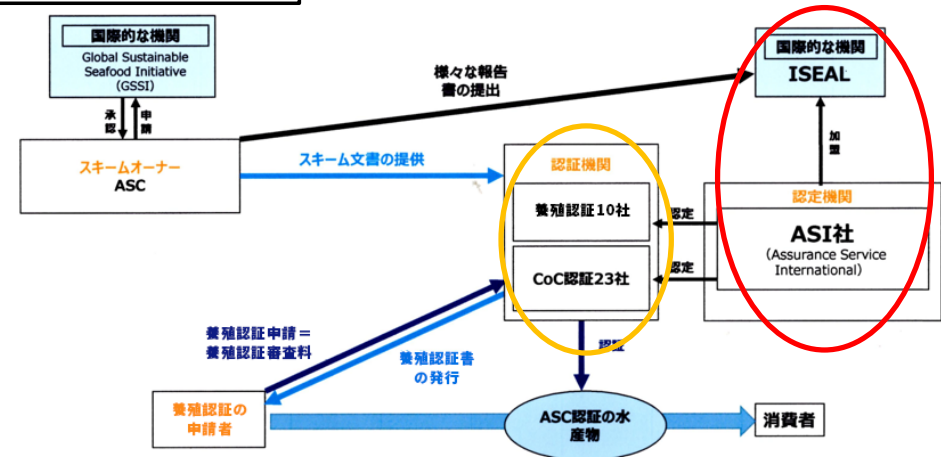 国際的な機関
Global Sustainable
Seafood Initiative
(GSSI)
承認
申請
スキームオーナー
ASC
様々な報告
書の提出
スキーム文書の提供
国際的な機関
ISEAL
加盟
認証機関
養殖認証10社
CoC認証23社
認定
認定
認定機関
ASI社
(Assurance Service
International)
養殖認証申請＝
養殖認証審査料
養殖認証書
の発行
認証
養殖認証の
申請者
ASC認証の水
産物
消費者